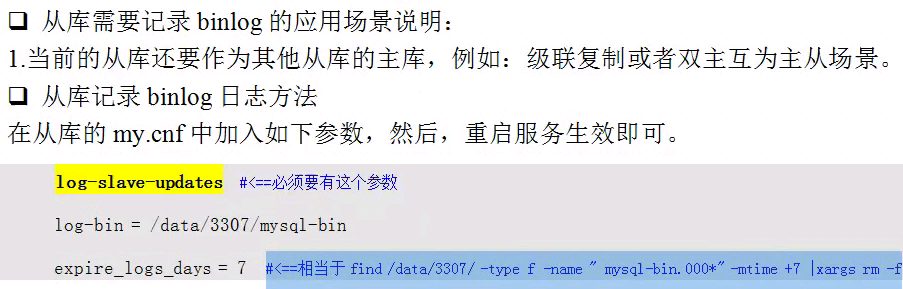 ❑ 从库需要记录 binlog 的应用场景说明：
1.当前的从库还要作为其他从库的主库，例如：级联复制或者双主互为主从场景。
❑ 从库记录 binlog 日志方法
在从库的 my.cnf 中加入如下参数，然后，重启服务生效即可。
log-slave-updates #<==必须要有这个参数
log-bin = /data/3307/mysql-bin
expire_logs_days = 7 #<==相当于 find /data/3307/ -type f -name " mysql-bin.000*" -mtime +7 |xargs rm -f